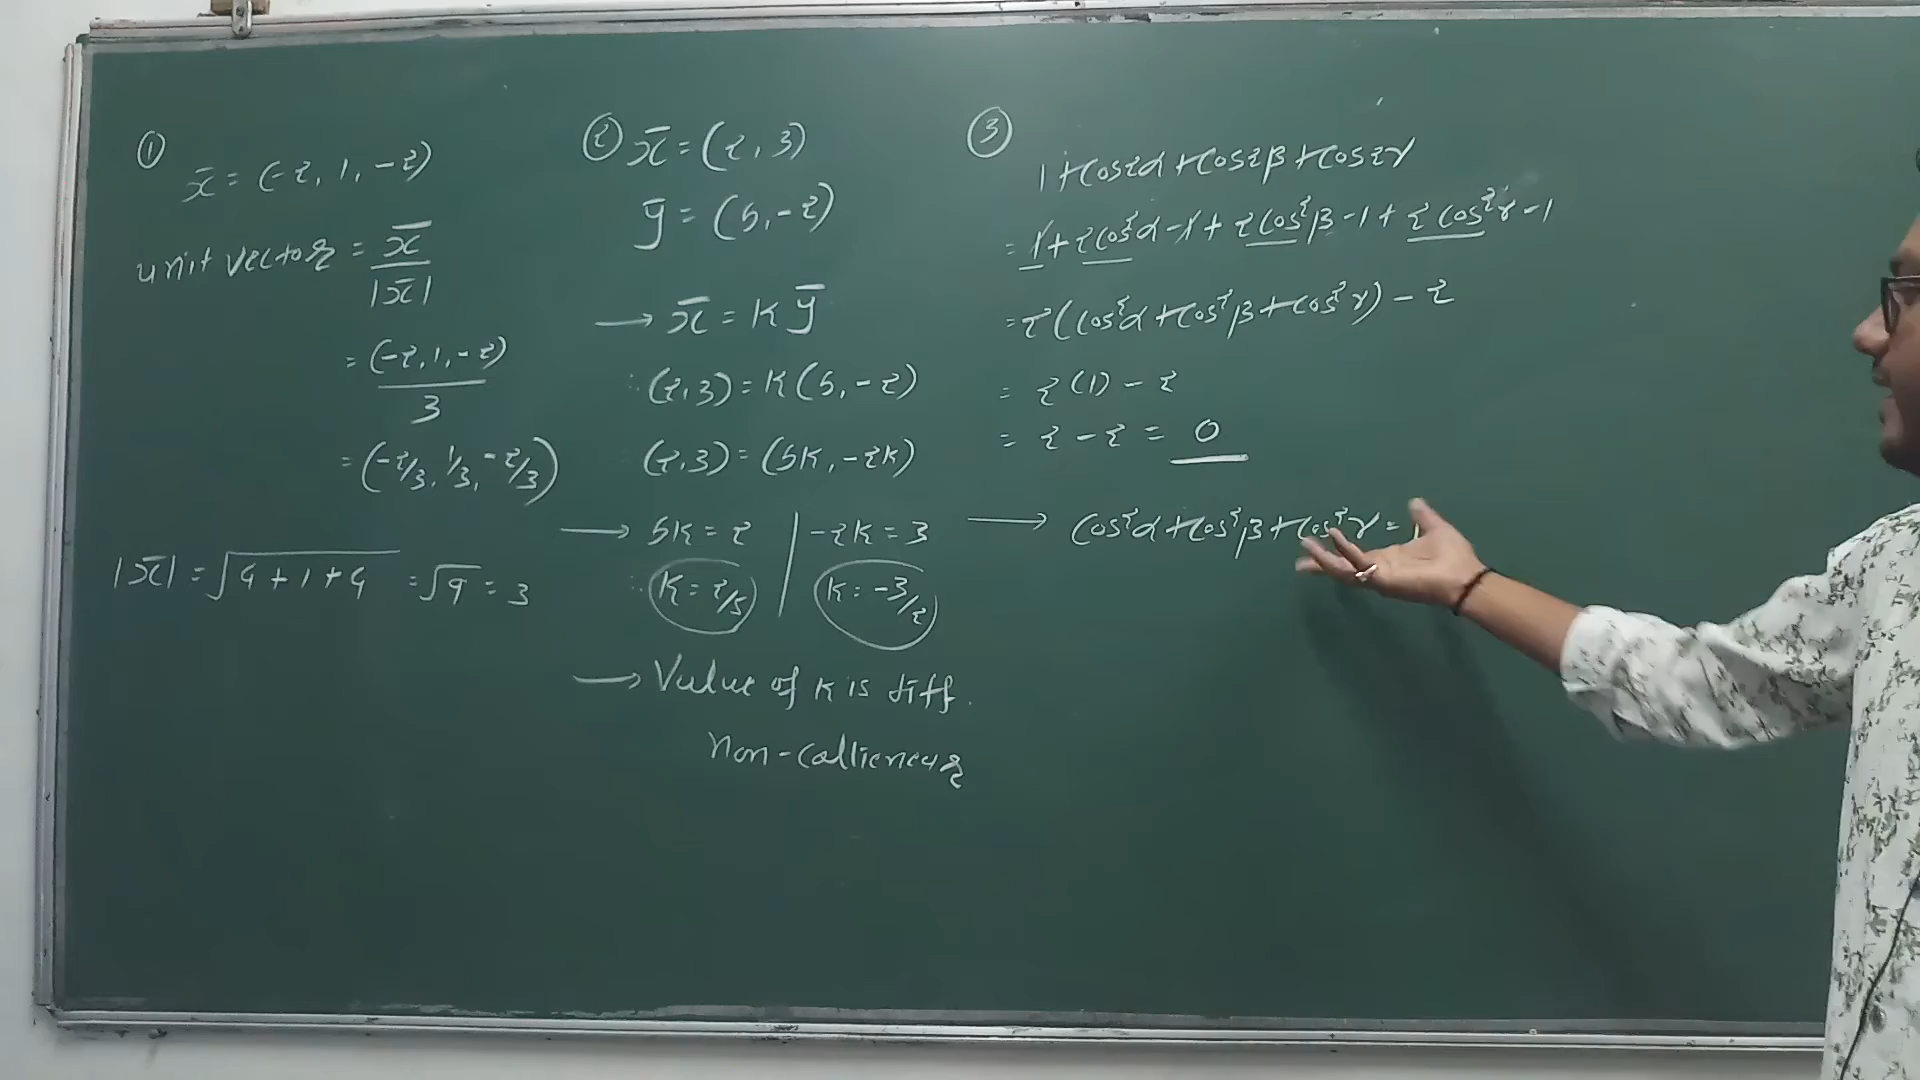 ①
x̄ = (-2, 1, -2)
unit vector = x̄ / |x̄|
= (-2, 1, -2) / 3
= (-2/3, 1/3, -2/3)
|x̄| = √4+1+4 = √9 = 3
② x̄ = (2, 3)
ȳ = (5, -2)
→ x̄ = K ȳ
∴ (2,3) = K(5, -2)
(2,3) = (5K, -2K)
→ 5K = 2 | -2K = 3
∴ K = 2/5 | K = -3/2
→ Value of K is diff.
non-collienear
③
1+cos2α+cos2β+cos2γ
= 1+2cos²α-1+2cos²β-1+2cos²γ-1
= 2(cos²α+cos²β+cos²γ)-2
= 2(1)-2
= 2-2 = 0
→ cos²α+cos²β+cos²γ=1